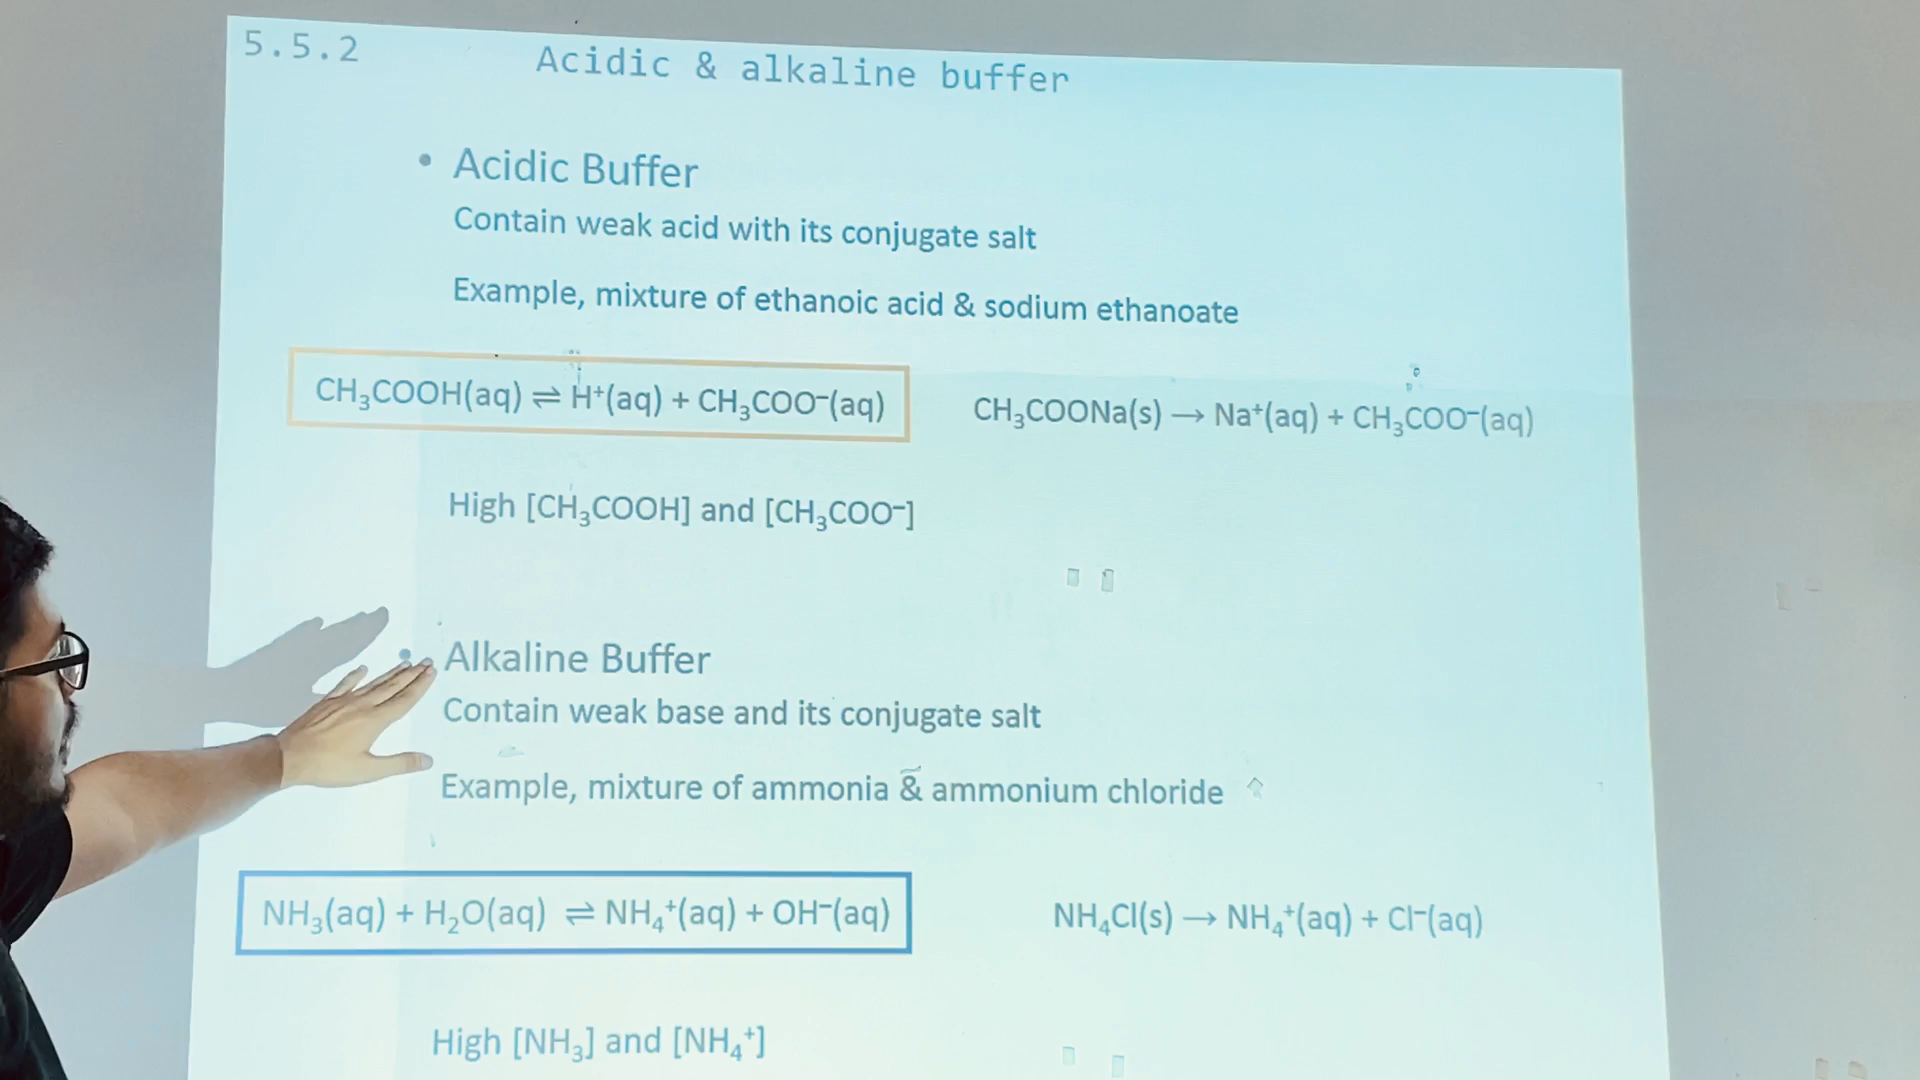 5.5.2 Acidic & alkaline buffer
• Acidic Buffer
Contain weak acid with its conjugate salt
Example, mixture of ethanoic acid & sodium ethanoate
CH₃COOH(aq) ⇌ H⁺(aq) + CH₃COO⁻(aq) CH₃COONa(s) → Na⁺(aq) + CH₃COO⁻(aq)
High [CH₃COOH] and [CH₃COO⁻]
• Alkaline Buffer
Contain weak base and its conjugate salt
Example, mixture of ammonia & ammonium chloride
NH₃(aq) + H₂O(aq) ⇌ NH₄⁺(aq) + OH⁻(aq) NH₄Cl(s) → NH₄⁺(aq) + Cl⁻(aq)
High [NH₃] and [NH₄⁺]